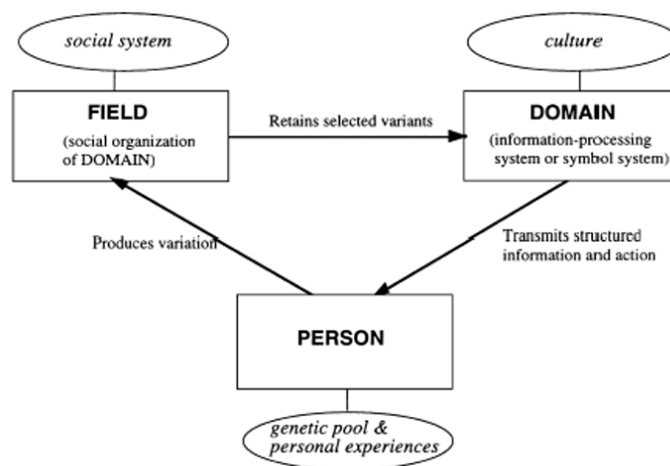 social system
culture
FIELD
(social organization
of DOMAIN)
Retains selected variants
DOMAIN
(information-processing
system or symbol system)
Produces variation
Transmits structured
information and action
PERSON
genetic pool &
personal experiences